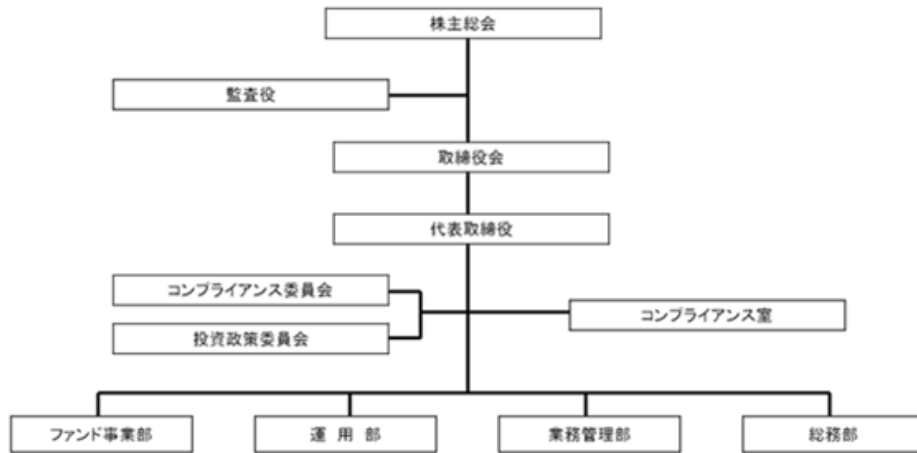 株主総会
監査役
取締役会
代表取締役
コンプライアンス委員会
投資政策委員会
コンプライアンス室
ファンド事業部
運 用 部
業務管理部
総務部